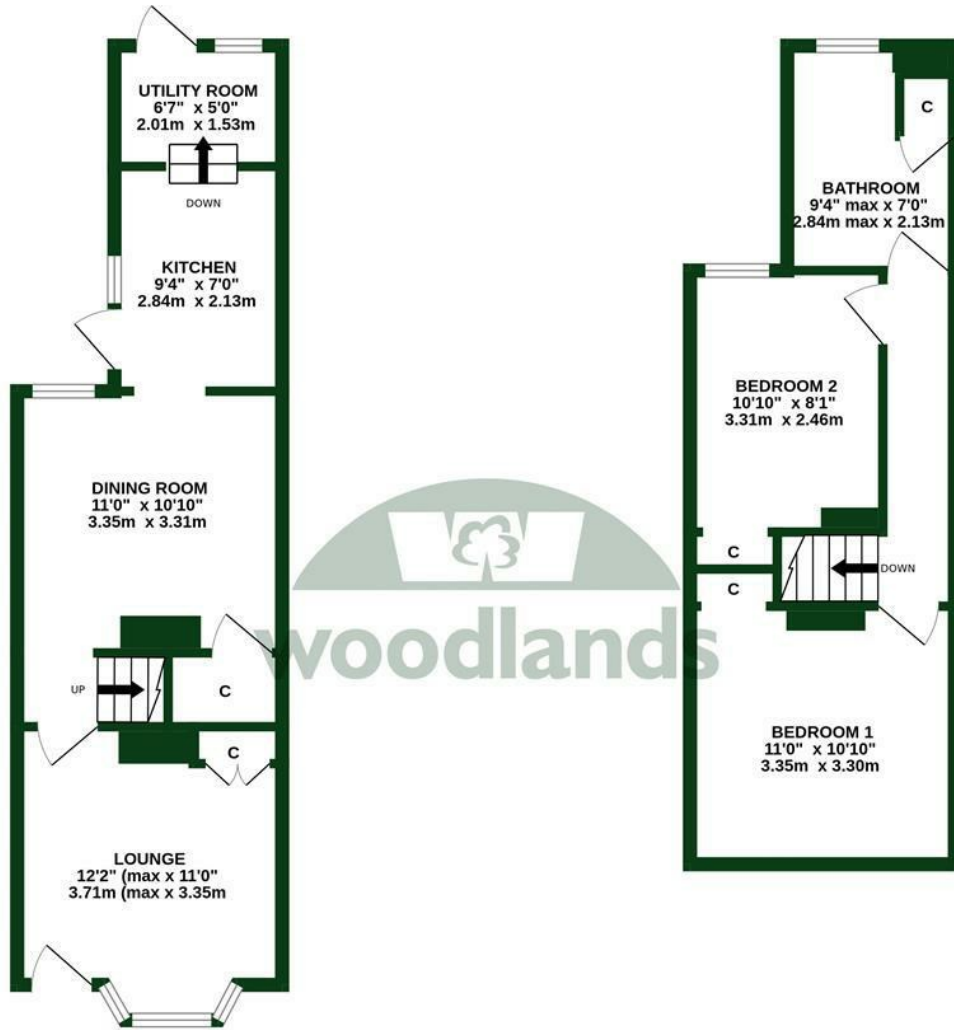 UTILITY ROOM
6'7" x 5'0"
2.01m x 1.53m
DOWN
KITCHEN
9'4" x 7'0"
2.84m x 2.13m
DINING ROOM
11'0" x 10'10"
3.35m x 3.31m
UP
C
C
LOUNGE
12'2" (max x 11'0"
3.71m (max x 3.35m
C
BATHROOM
9'4" max x 7'0"
2.84m max x 2.13m
BEDROOM 2
10'10" x 8'1"
3.31m x 2.46m
C
DOWN
C
BEDROOM 1
11'0" x 10'10"
3.35m x 3.30m
woodlands